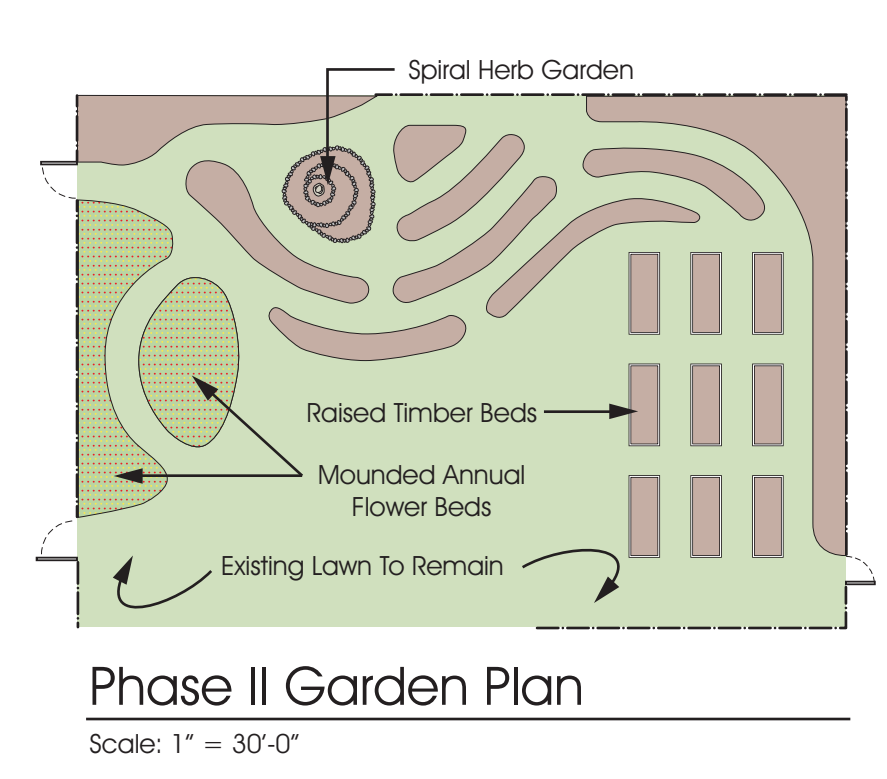 Spiral Herb Garden
Raised Timber Beds
Mounded Annual
Flower Beds
Existing Lawn To Remain
Phase II Garden Plan
Scale: 1” = 30’-0”